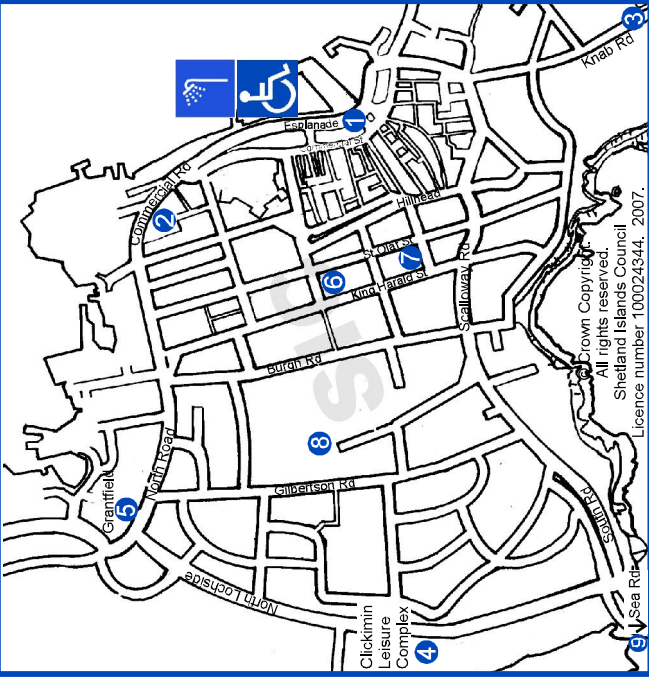 3
Knab Rd
1
Esplanade
Commercial St
Commercial Rd
2
Hillhead
St Olaf St
7
6
King Harald St
Scalloway Rd
SIC
Burgh Rd
8
Gilbertson Rd
Grantfield
North Road
5
North Lochside
South Rd
Clickimin
Leisure
Complex
4
9
Sea Rd
©Crown Copyright.
All rights reserved.
Shetland Islands Council
Licence number 100024344. 2007.